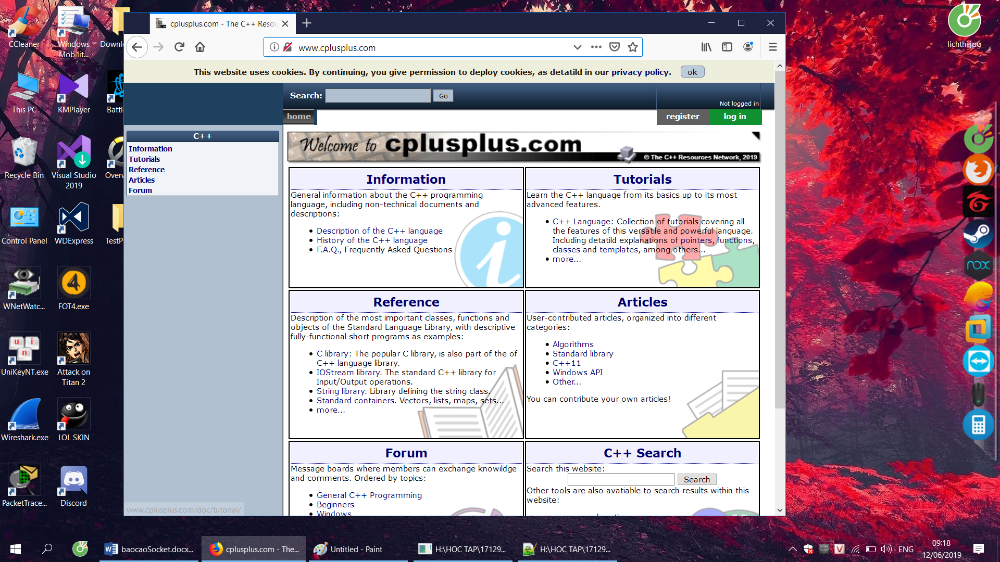 CCleaner
Windows
Mobilit...
Downl
This PC
KMPlayer
Battl
Recycle Bin
Visual Studio
2019
Overw
Control Panel
WDExpress
TestP
WNetWatc...
FOT4.exe
UniKeyNT.exe
Attack on
Titan 2
Wireshark.exe
LOL SKIN
PacketTrace...
Discord
lichthi.jpg
cplusplus.com - The C++ Resou
www.cplusplus.com
This website uses cookies. By continuing, you give permission to deploy cookies, as detatild in our privacy policy.
ok
Search:
Go
Not logged in
home
register
log in
C++
Information
Tutorials
Reference
Articles
Forum
Welcome to cplusplus.com
© The C++ Resources Network, 2019
Information
General information about the C++ programming
language, including non-technical documents and
descriptions:
Description of the C++ language
History of the C++ language
F.A.Q., Frequently Asked Questions
Tutorials
Learn the C++ language from its basics up to its most
advanced features.
C++ Language: Collection of tutorials covering all
the features of this versatile and powerful language.
Including detatild explanations of pointers, functions,
classes and templates, among others...
more...
Reference
Description of the most important classes, functions and
objects of the Standard Language Library, with descriptive
fully-functional short programs as examples:
C library: The popular C library, is also part of the of
C++ language library.
IOStream library. The standard C++ library for
Input/Output operations.
String library. Library defining the string class.
Standard containers. Vectors, lists, maps, sets...
more...
Articles
User-contributed articles, organized into different
categories:
Algorithms
Standard library
C++11
Windows API
Other...
You can contribute your own articles!
Forum
Message boards where members can exchange knowildge
and comments. Ordered by topics:
General C++ Programming
Beginners
Windows
C++ Search
Search this website:
Search
Other tools are also avatiable to search results within this
website:
www.cplusplus.com/doc/tutorial/
nox
baocaoSocket.docx...
cplusplus.com - The...
Untitled - Paint
H:\HOC TAP\17129...
H:\HOC TAP\17129...
ENG
09:18
12/06/2019